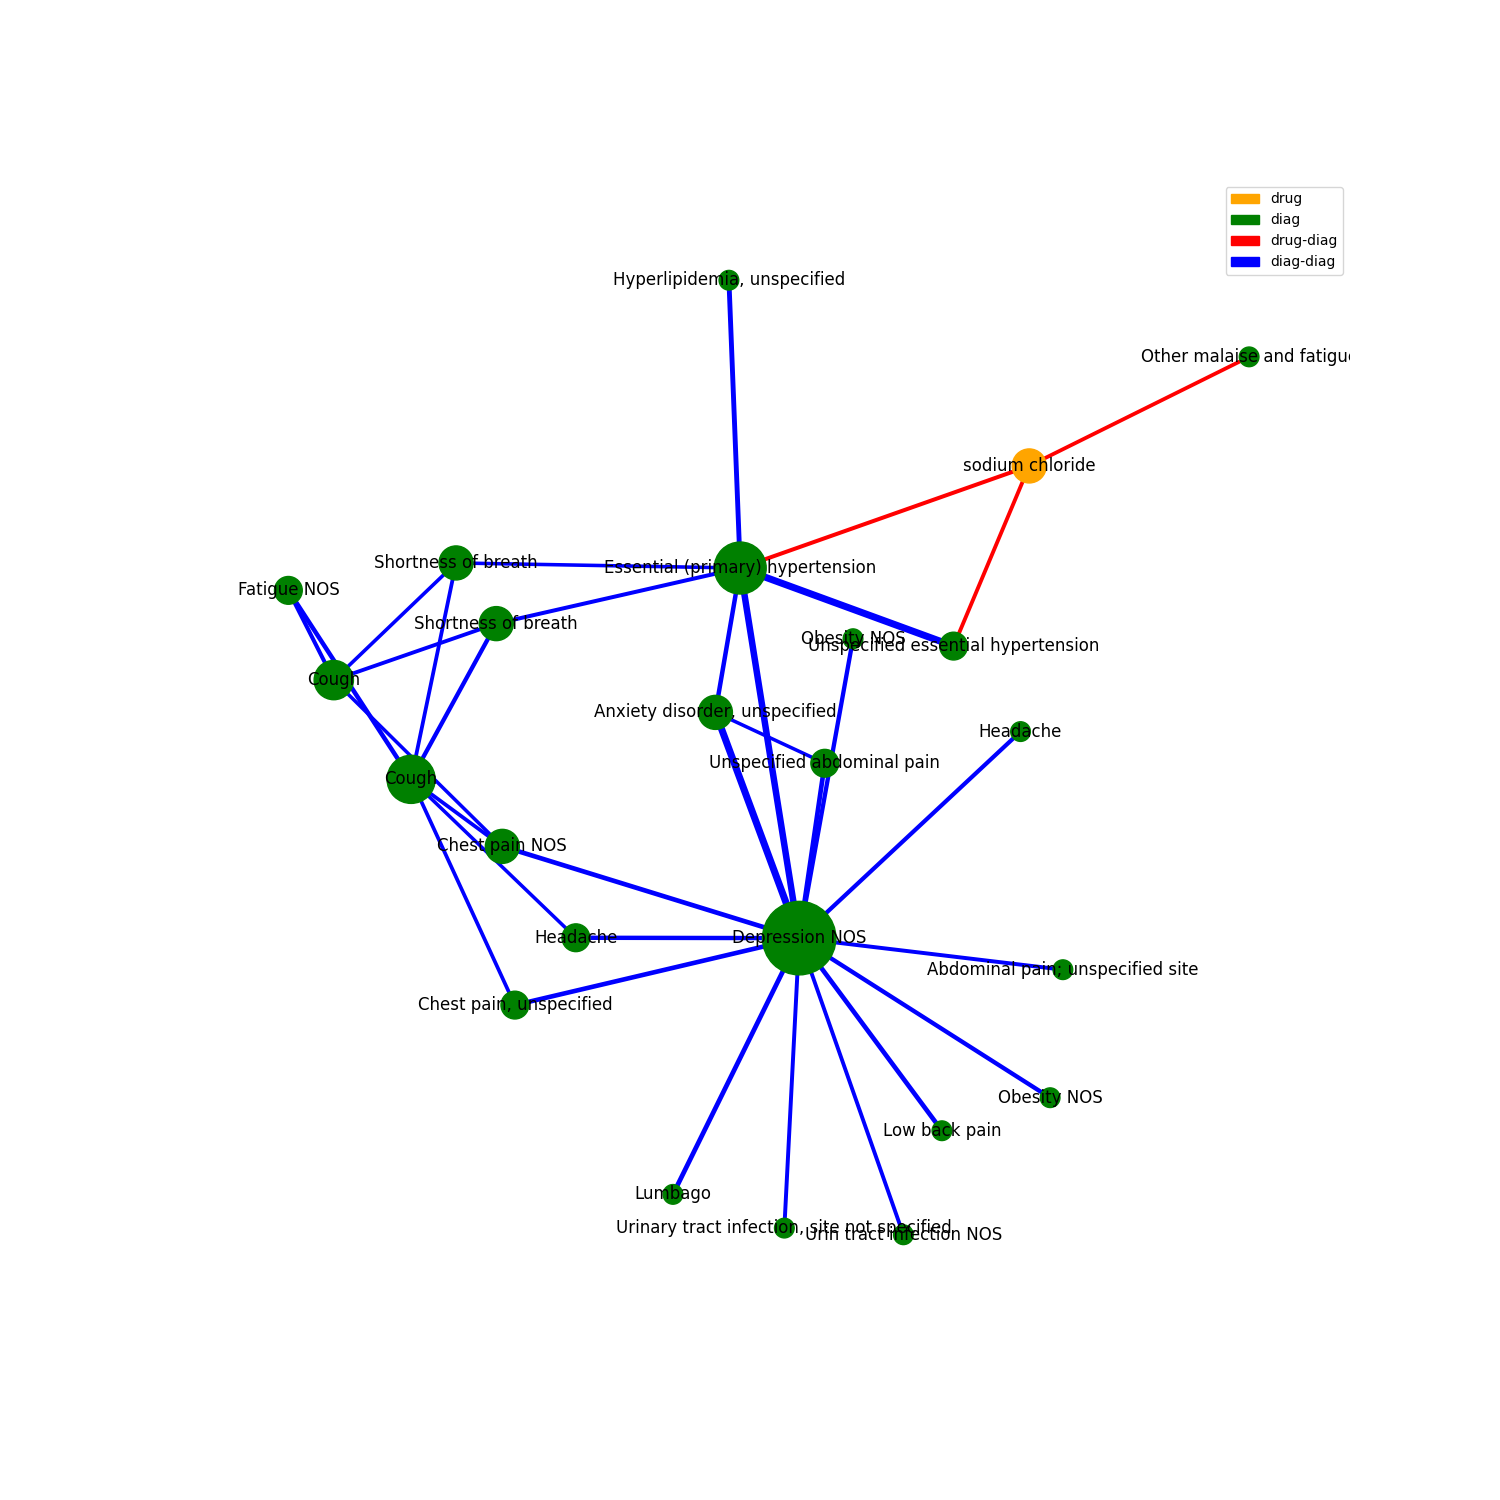 drug
diag
drug-diag
diag-diag
Hyperlipidemia, unspecified
Other malaise and fatigu
sodium chloride
Shortness of breath
Essential (primary) hypertension
Fatigue NOS
Shortness of breath
Obesity NOS
Unspecified essential hypertension
Cough
Anxiety disorder, unspecified
Headache
Unspecified abdominal pain
Cough
Chest pain NOS
Headache
Depression NOS
Abdominal pain; unspecified site
Chest pain, unspecified
Obesity NOS
Low back pain
Lumbago
Urinary tract infection, site not specified
Urin tract infection NOS